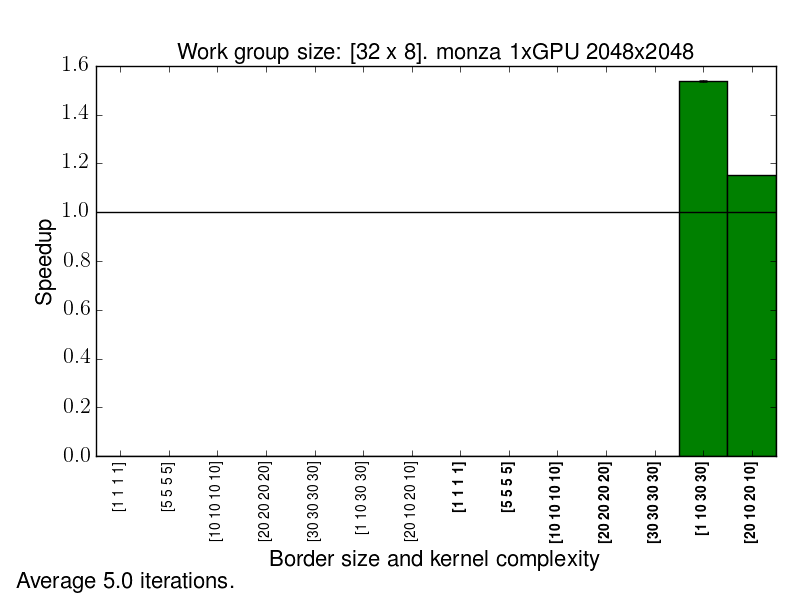 Work group size: [32 x 8]. monza 1xGPU 2048x2048
1.6
1.4
1.2
1.0
0.8
0.6
0.4
0.2
0.0
Speedup
[1 1 1 1]
[5 5 5 5]
[10 10 10 10]
[20 20 20 20]
[30 30 30 30]
[1 10 30 30]
[20 10 20 10]
[1 1 1 1]
[5 5 5 5]
[10 10 10 10]
[20 20 20 20]
[30 30 30 30]
[1 10 30 30]
[20 10 20 10]
Border size and kernel complexity
Average 5.0 iterations.